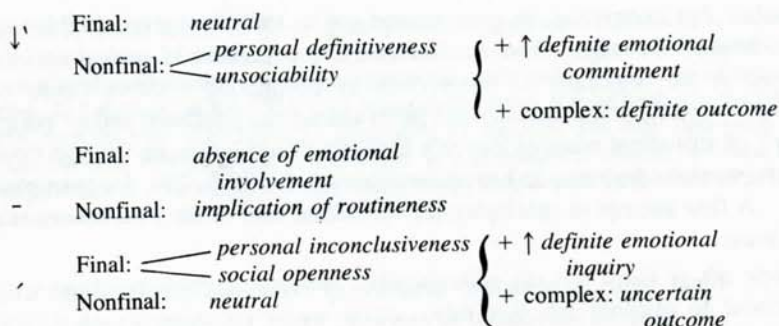 Final: neutral
↓ˋ
Nonfinal: personal definitiveness + ↑ definite emotional
unsociability commitment
+ complex: definite outcome
Final: absence of emotional
involvement
- Nonfinal: implication of routineness
Final: personal inconclusiveness + ↑ definite emotional
social openness inquiry
ˊ Nonfinal: neutral + complex: uncertain
outcome